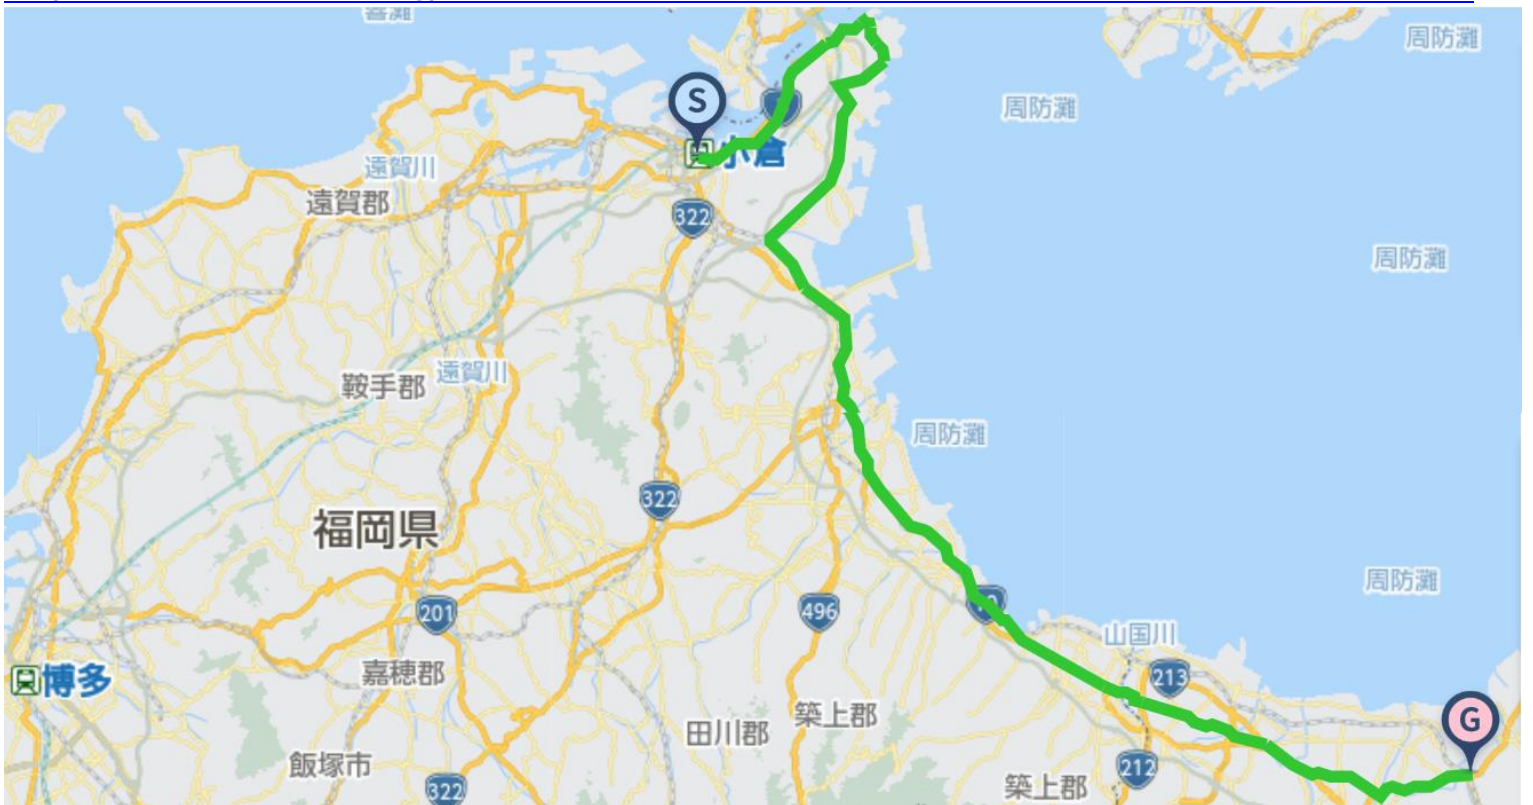 響灘
周防灘
S
周防灘
小倉
遠賀川
遠賀郡
322
周防灘
鞍手郡
遠賀川
周防灘
322
福岡県
周防灘
201
496
10
山国川
博多
嘉穂郡
213
築上郡
G
田川郡
飯塚市
212
築上郡
322